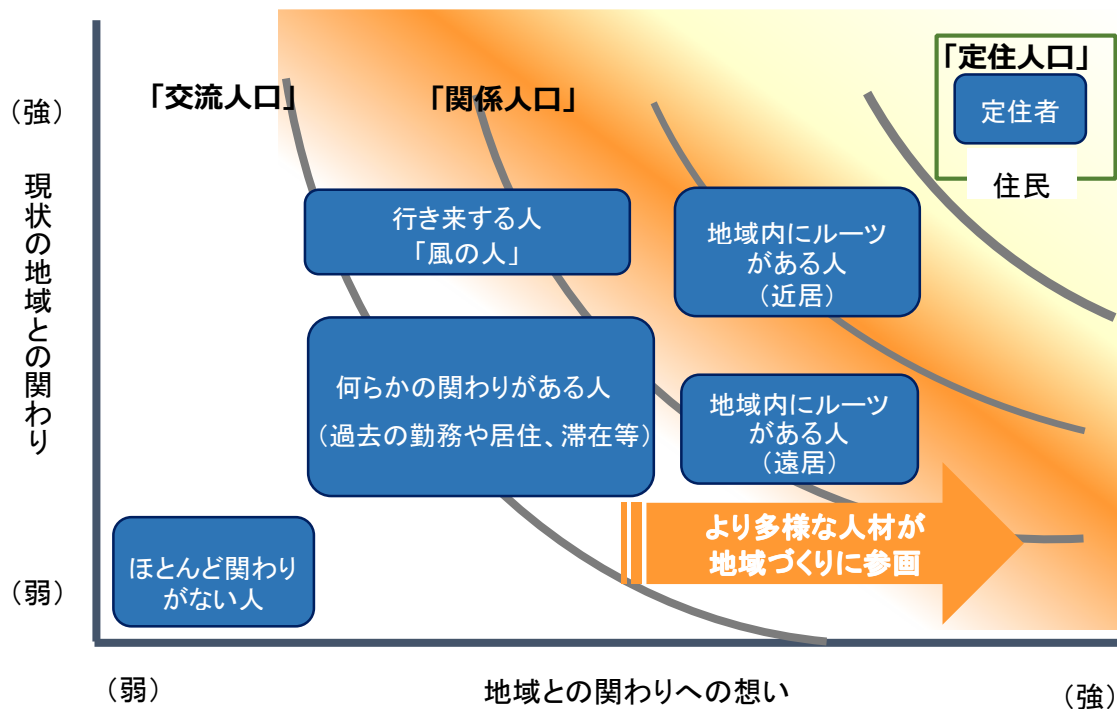 「定住人口」
「交流人口」
「関係人口」
定住者
住民
（強）
現状の地域との関わり
（弱）
行き来する人
「風の人」
地域内にルーツ
がある人
（近居）
何らかの関わりがある人
（過去の勤務や居住、滞在等）
地域内にルーツ
がある人
（遠居）
より多様な人材が
地域づくりに参画
ほとんど関わり
がない人
（弱）
地域との関わりへの想い
（強）